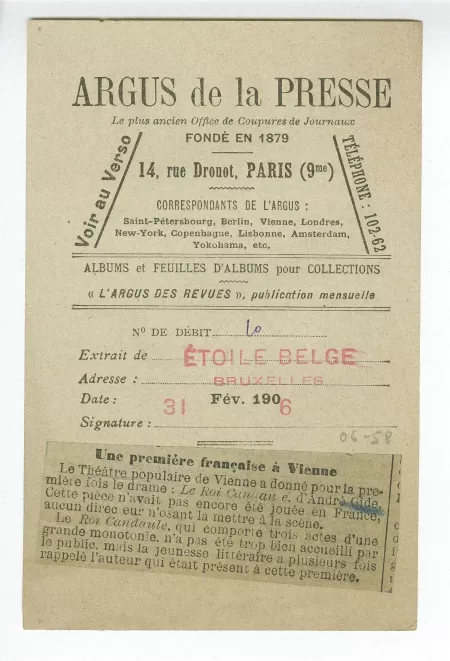 ARGUS de la PRESSE
Le plus ancien Office de Coupures de Journaux
FONDÉ EN 1879
Voir au Verso
14, rue Drouot, PARIS (9me)
TÉLÉPHONE : 102-62
CORRESPONDANTS DE L'ARGUS :
Saint-Pétersbourg, Berlin, Vienne, Londres,
New-York, Copenhague, Lisbonne, Amsterdam,
Yokohama, etc,
ALBUMS et FEUILLES D'ALBUMS pour COLLECTIONS
« L'ARGUS DES REVUES », publication mensuelle
N° DE DÉBIT
Extrait de ÉTOILE BELGE
Adresse : BRUXELLES
Date : 31 Fév. 190 6
Signature :
06-58
Une première française à Vienne
Le Théâtre populaire de Vienne a donné pour la pre-
mière fois le drame : Le Roi Candau e, d'André Gide.
Cette pièce n'avait pas encore été jouée en France,
aucun direc eur n'osant la mettre à la scène.
Le Roi Candaule, qui comporte trois actes d'une
grande monotonie, n'a pas été trop bien accueilli par
le public, mais la jeunesse littéraire a plusieurs fois
rappelé l'auteur qui était présent à cette première.